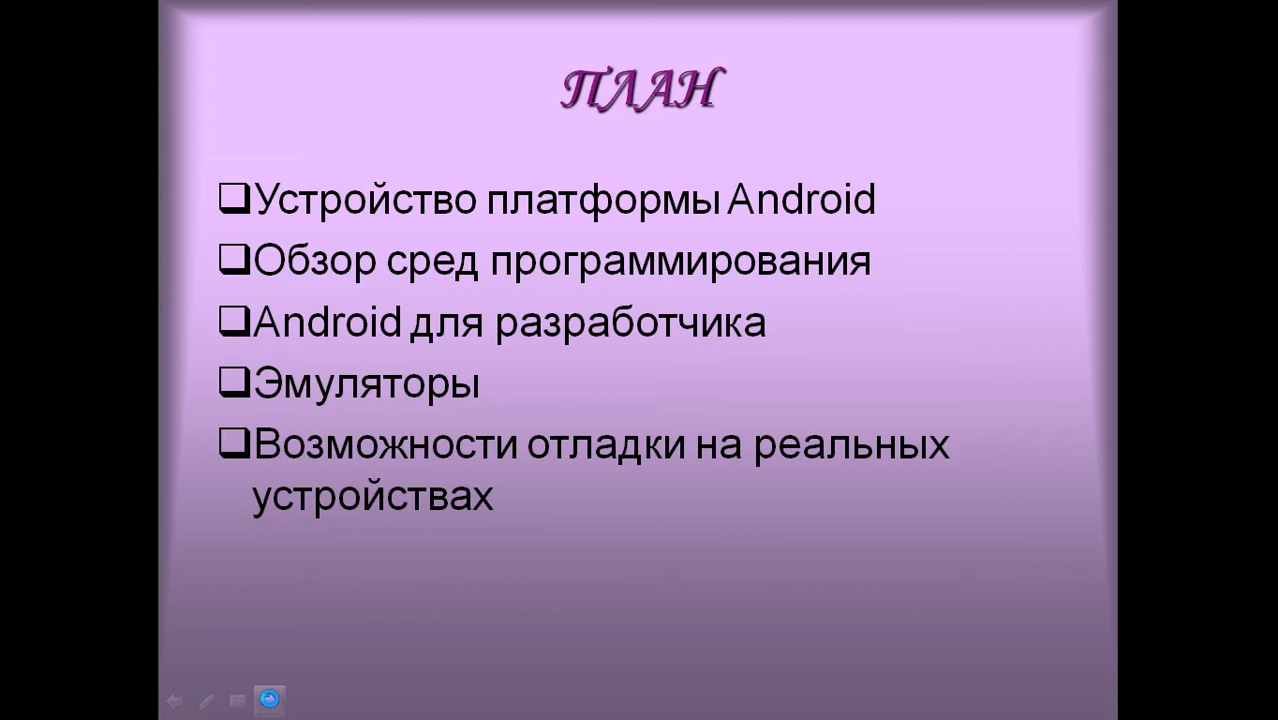 ПЛАН
Устройство платформы Android
Обзор сред программирования
Android для разработчика
Эмуляторы
Возможности отладки на реальных
устройствах